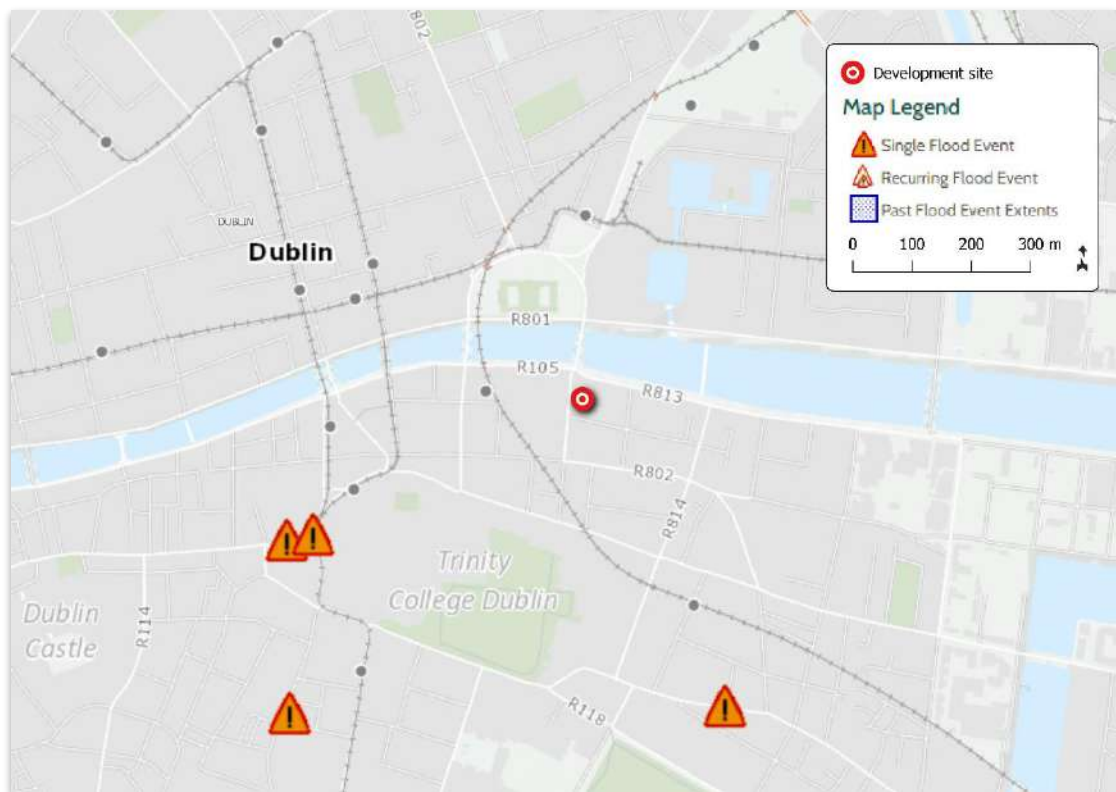 802
Development site
Map Legend
Single Flood Event
Recurring Flood Event
Past Flood Event Extents
0 100 200 300 m
DUBLIN
Dublin
R801
R105
R813
R802
R814
Trinity
College Dublin
Dublin
Castle
R114
R118